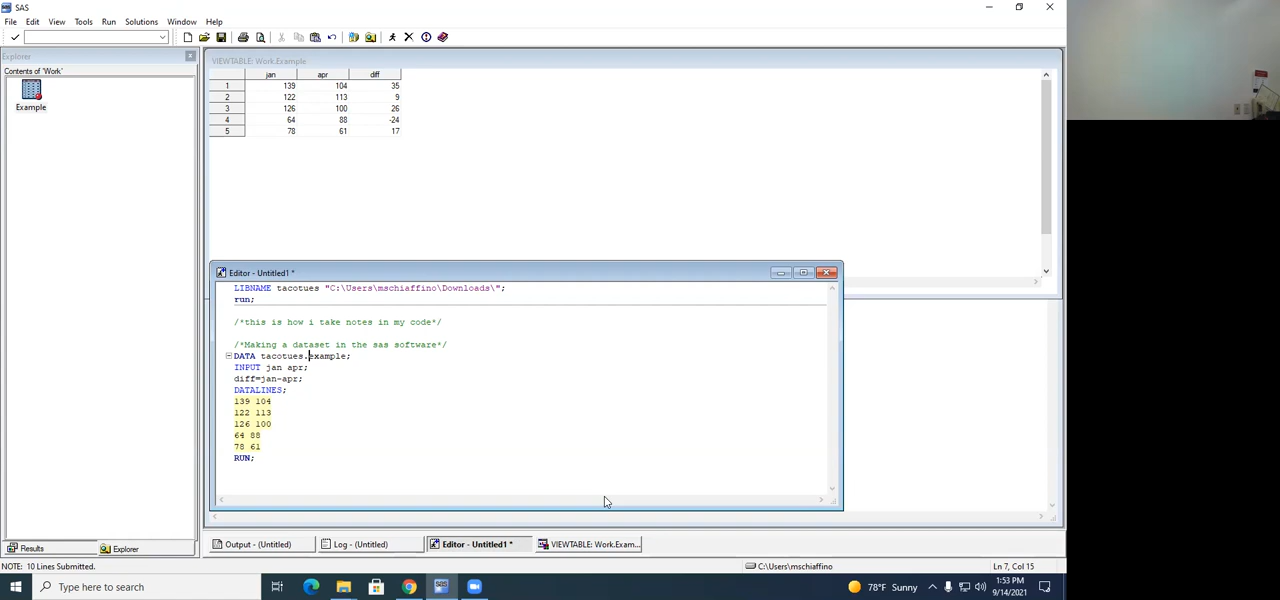 SAS
File Edit View Tools Run Solutions Window Help
Explorer
Contents of 'Work'
Example
VIEWTABLE: Work.Example
jan apr diff
1 139 104 35
2 122 113 9
3 126 100 26
4 64 88 -24
5 78 61 17
Editor - Untitled1 *
LIBNAME tacotues "C:\Users\mschiaffino\Downloads\";
run;
/*this is how i take notes in my code*/
/*Making a dataset in the sas software*/
DATA tacotues.example;
INPUT jan apr;
diff=jan-apr;
DATALINES;
139 104
122 113
126 100
64 88
78 61
RUN;
Results Explorer
Output - (Untitled) Log - (Untitled) Editor - Untitled1 * VIEWTABLE: Work.Exam...
NOTE: 10 Lines Submitted. C:\Users\mschiaffino Ln 7, Col 15
Type here to search 78°F Sunny 1:53 PM
9/14/2021